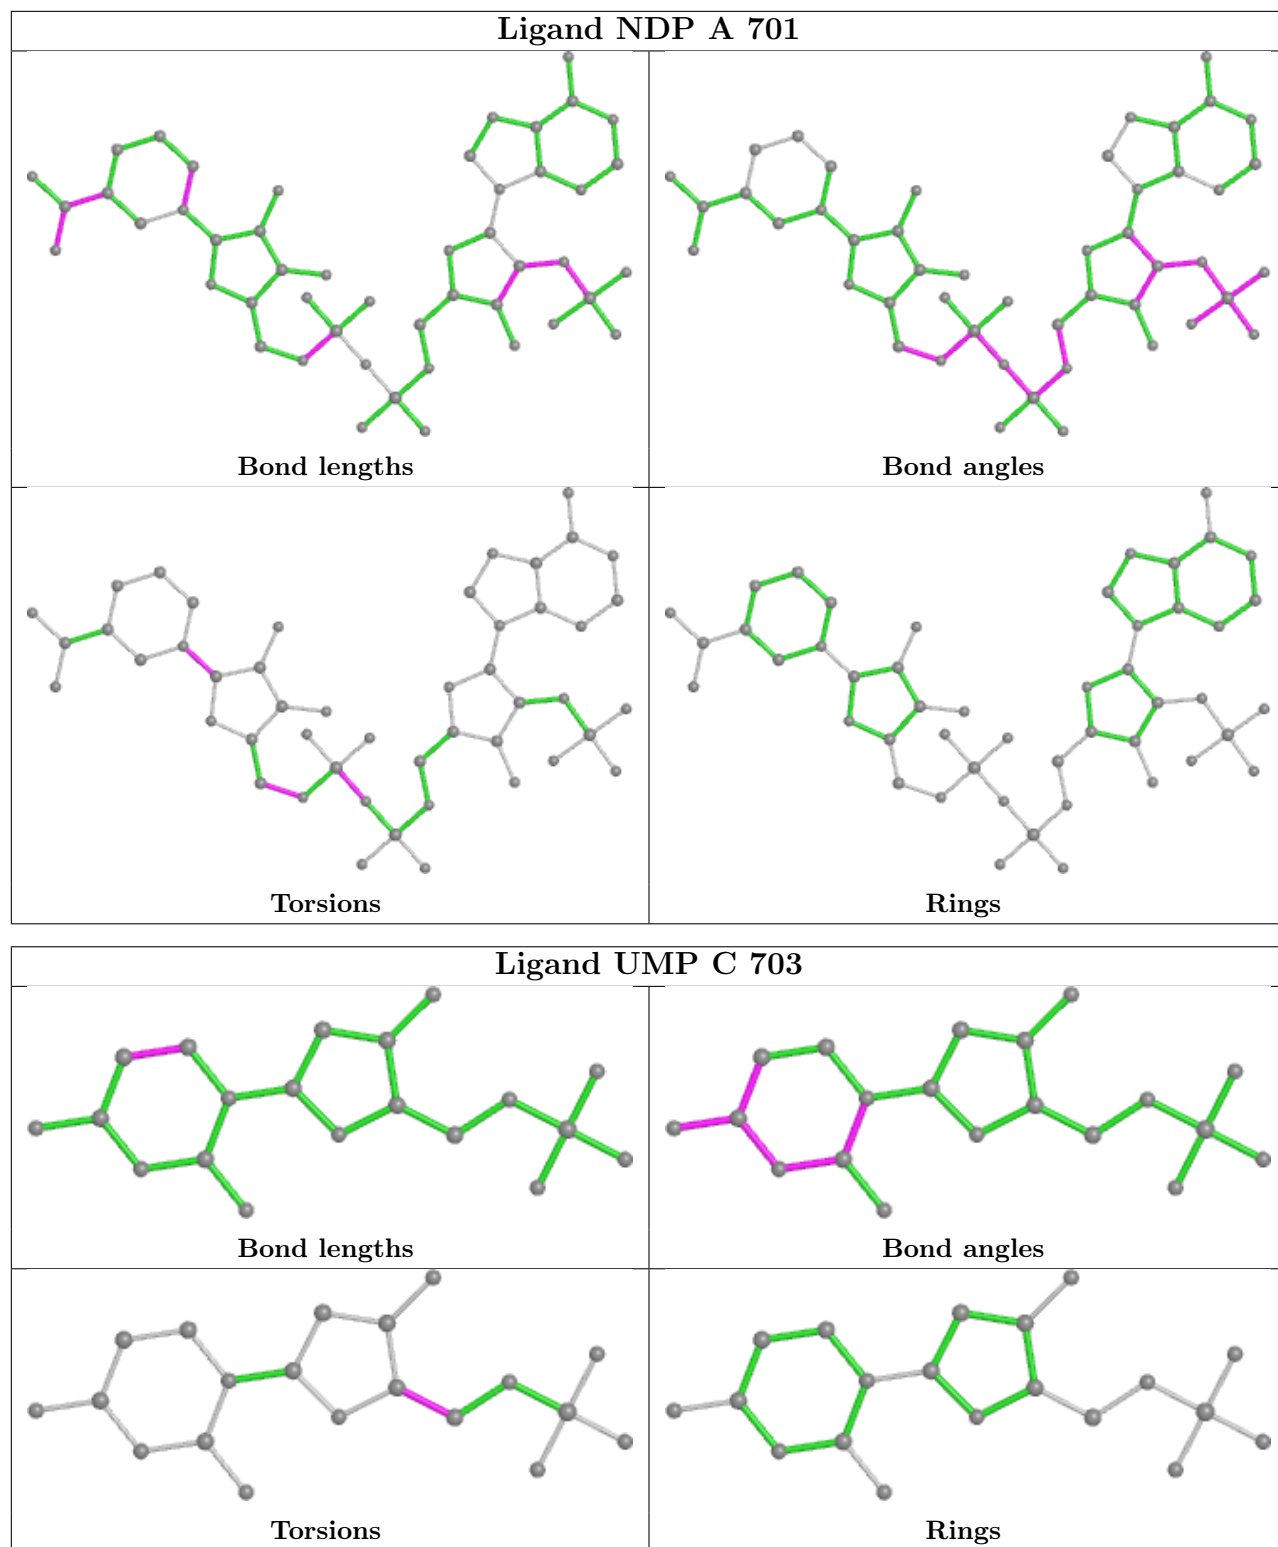 Ligand NDP A 701
Bond lengths
Bond angles
Torsions
Rings
Ligand UMP C 703
Bond lengths
Bond angles
Torsions
Rings